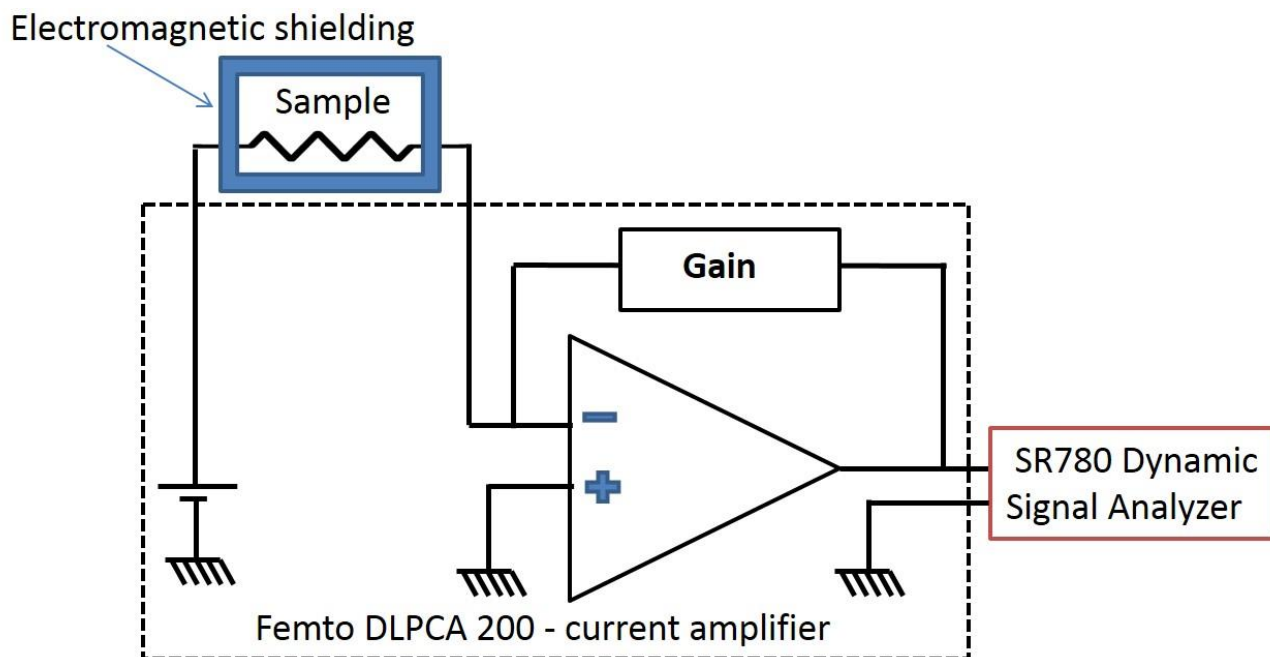 Electromagnetic shielding
Sample
Gain
SR780 Dynamic
Signal Analyzer
Femto DLPCA 200 - current amplifier